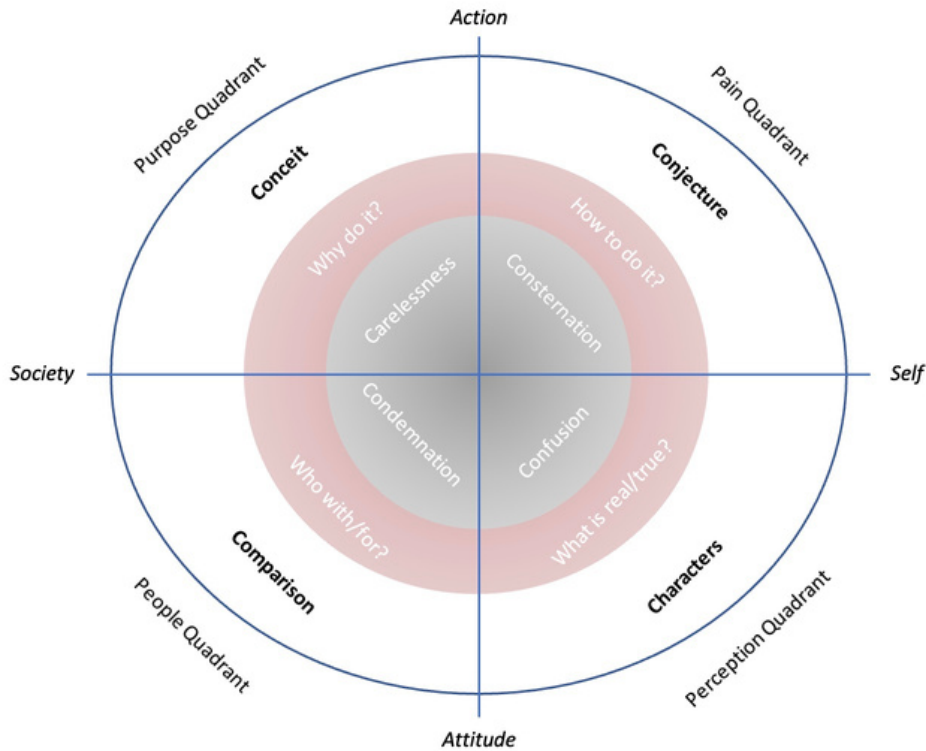 Action
Purpose Quadrant
Pain Quadrant
Conceit
Conjecture
Why do it?
How to do it?
Carelessness
Consternation
Society
Self
Condemnation
Confusion
Who with/for?
What is real/true?
Comparison
Characters
People Quadrant
Perception Quadrant
Attitude